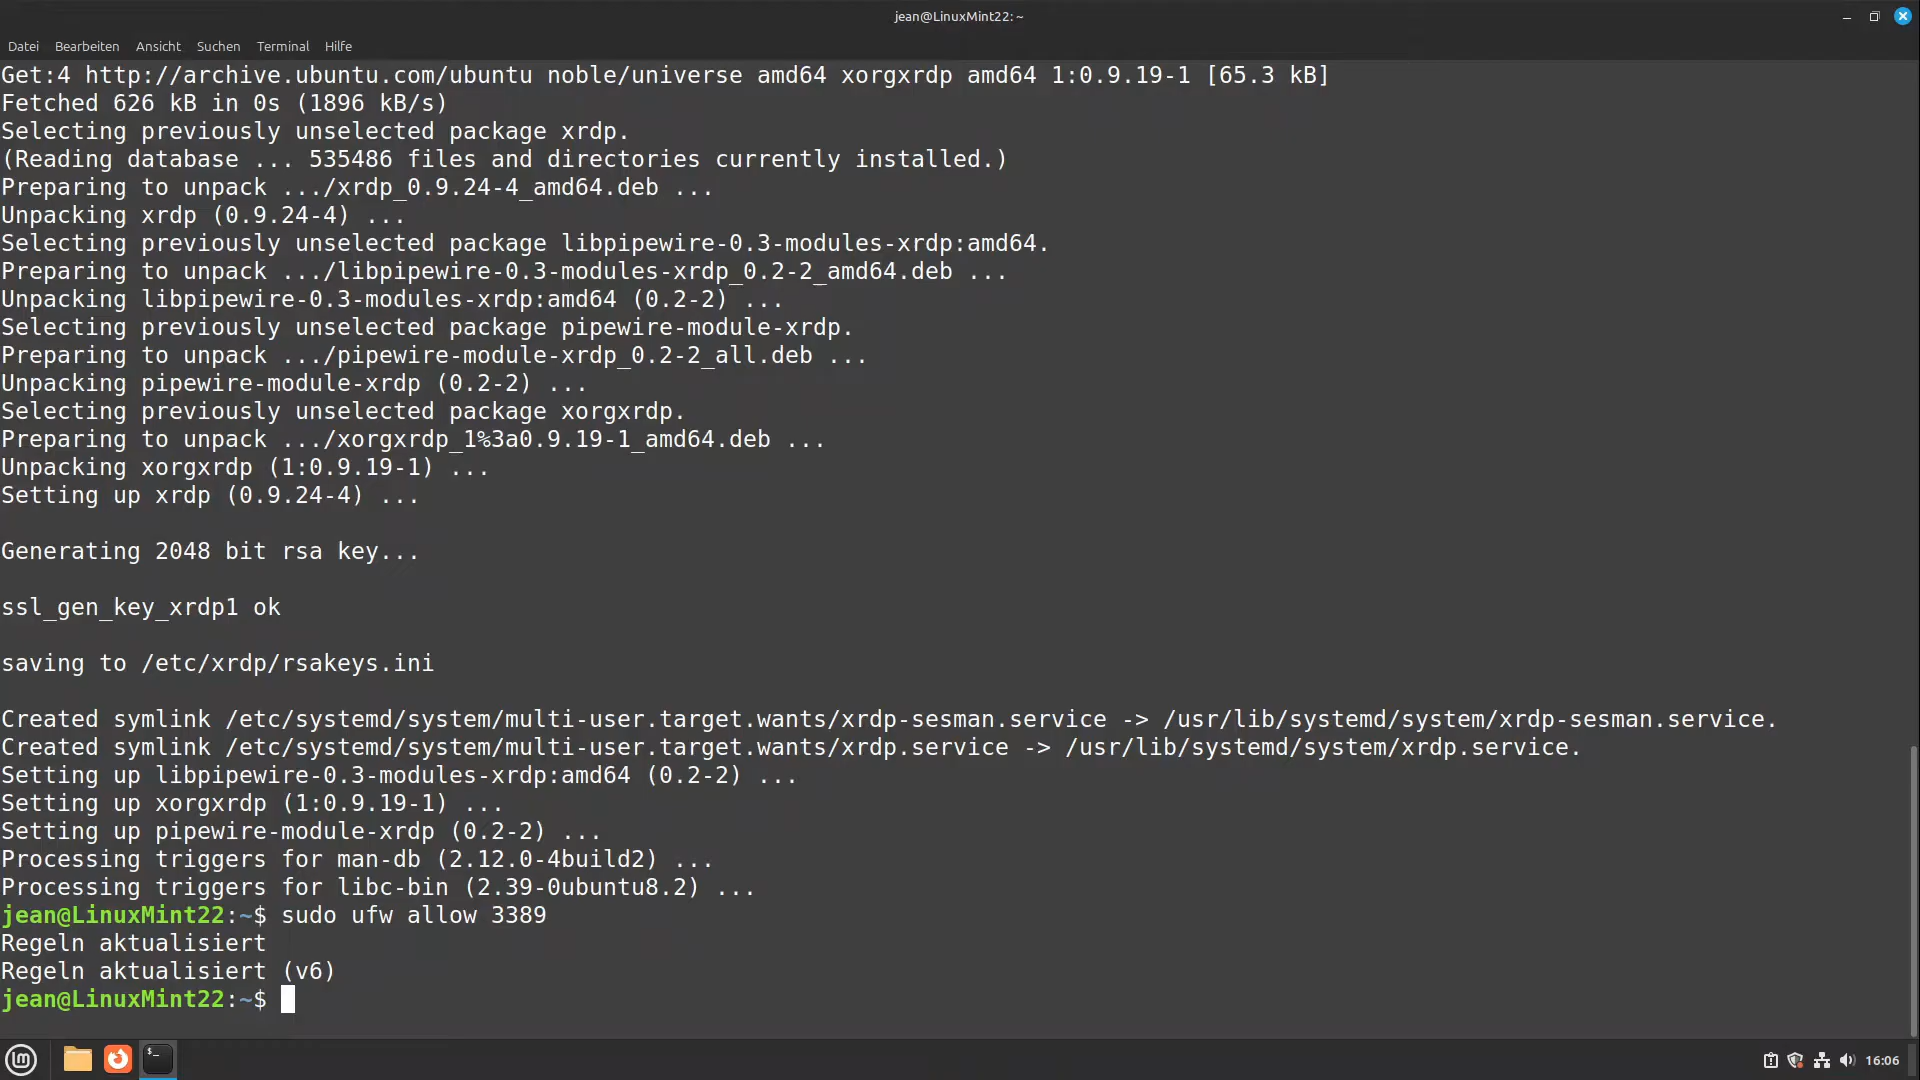 jean@LinuxMint22: ~
Datei Bearbeiten Ansicht Suchen Terminal Hilfe
Get:4 http://archive.ubuntu.com/ubuntu noble/universe amd64 xorgxrdp amd64 1:0.9.19-1 [65.3 kB]
Fetched 626 kB in 0s (1896 kB/s)
Selecting previously unselected package xrdp.
(Reading database ... 535486 files and directories currently installed.)
Preparing to unpack .../xrdp_0.9.24-4_amd64.deb ...
Unpacking xrdp (0.9.24-4) ...
Selecting previously unselected package libpipewire-0.3-modules-xrdp:amd64.
Preparing to unpack .../libpipewire-0.3-modules-xrdp_0.2-2_amd64.deb ...
Unpacking libpipewire-0.3-modules-xrdp:amd64 (0.2-2) ...
Selecting previously unselected package pipewire-module-xrdp.
Preparing to unpack .../pipewire-module-xrdp_0.2-2_all.deb ...
Unpacking pipewire-module-xrdp (0.2-2) ...
Selecting previously unselected package xorgxrdp.
Preparing to unpack .../xorgxrdp_1%3a0.9.19-1_amd64.deb ...
Unpacking xorgxrdp (1:0.9.19-1) ...
Setting up xrdp (0.9.24-4) ...
Generating 2048 bit rsa key...
ssl_gen_key_xrdp1 ok
saving to /etc/xrdp/rsakeys.ini
Created symlink /etc/systemd/system/multi-user.target.wants/xrdp-sesman.service -> /usr/lib/systemd/system/xrdp-sesman.service.
Created symlink /etc/systemd/system/multi-user.target.wants/xrdp.service -> /usr/lib/systemd/system/xrdp.service.
Setting up libpipewire-0.3-modules-xrdp:amd64 (0.2-2) ...
Setting up xorgxrdp (1:0.9.19-1) ...
Setting up pipewire-module-xrdp (0.2-2) ...
Processing triggers for man-db (2.12.0-4build2) ...
Processing triggers for libc-bin (2.39-0ubuntu8.2) ...
jean@LinuxMint22:~$ sudo ufw allow 3389
Regeln aktualisiert
Regeln aktualisiert (v6)
jean@LinuxMint22:~$
16:06